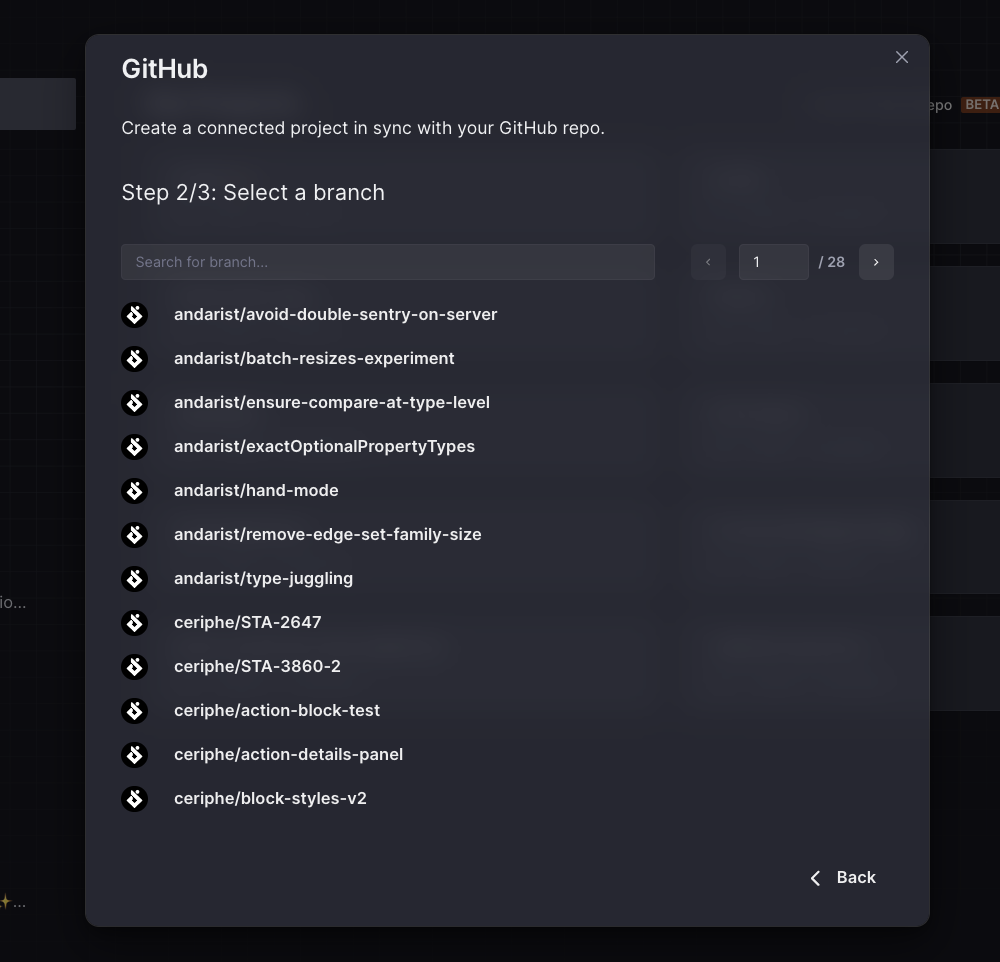 GitHub
epo BETA
Create a connected project in sync with your GitHub repo.
Step 2/3: Select a branch
Search for branch...
1 / 28
andarist/avoid-double-sentry-on-server
andarist/batch-resizes-experiment
andarist/ensure-compare-at-type-level
andarist/exactOptionalPropertyTypes
andarist/hand-mode
andarist/remove-edge-set-family-size
andarist/type-juggling
io...
ceriphe/STA-2647
ceriphe/STA-3860-2
ceriphe/action-block-test
ceriphe/action-details-panel
ceriphe/block-styles-v2
Back
✨...